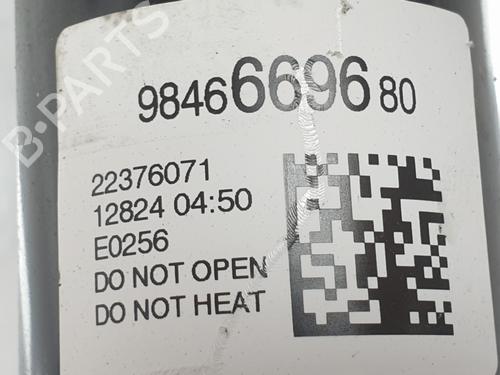 9846669680
22376071
12824 04:50
E0256
DO NOT OPEN
DO NOT HEAT
B-PARTS